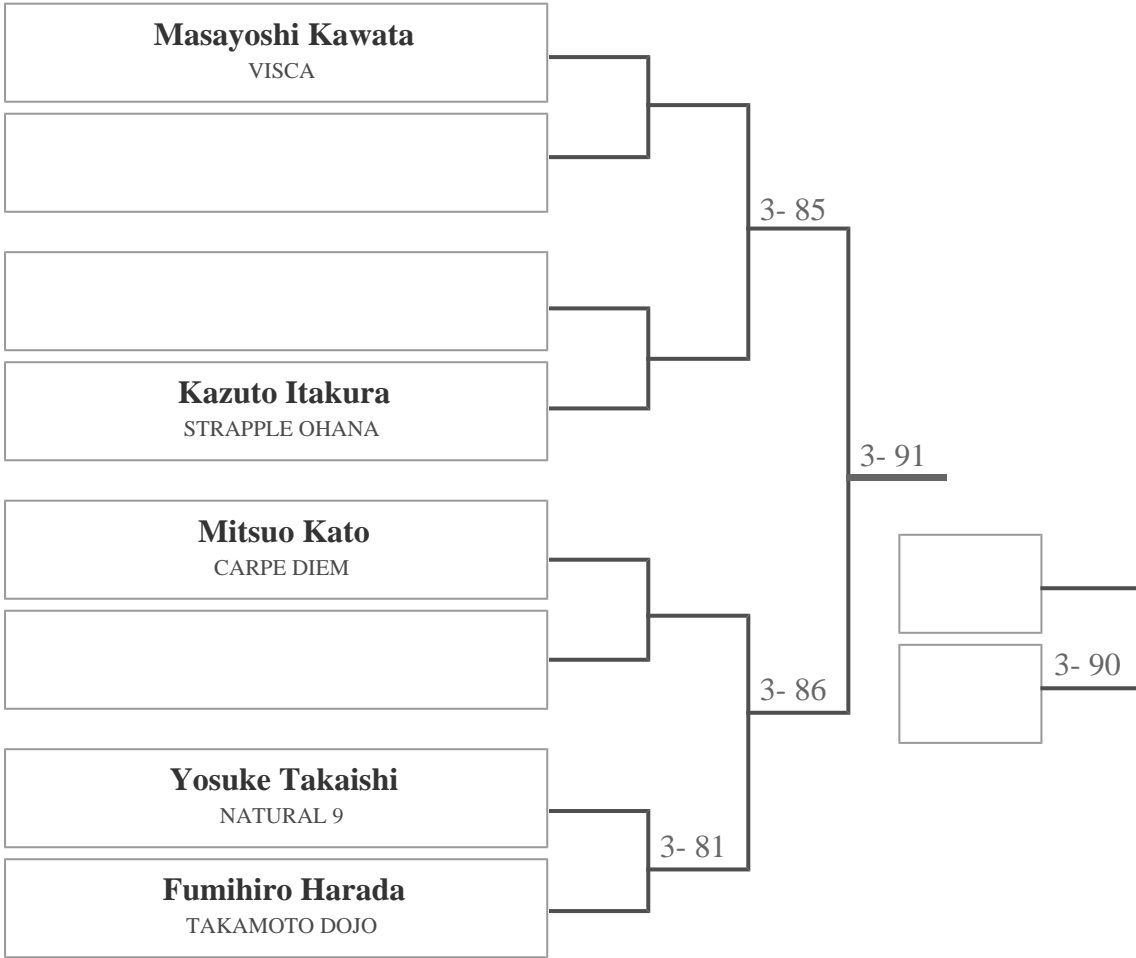 Masayoshi Kawata
VISCA
3- 85
Kazuto Itakura
STRAPPLE OHANA
3- 91
Mitsuo Kato
CARPE DIEM
3- 90
3- 86
Yosuke Takaishi
NATURAL 9
3- 81
Fumihiro Harada
TAKAMOTO DOJO